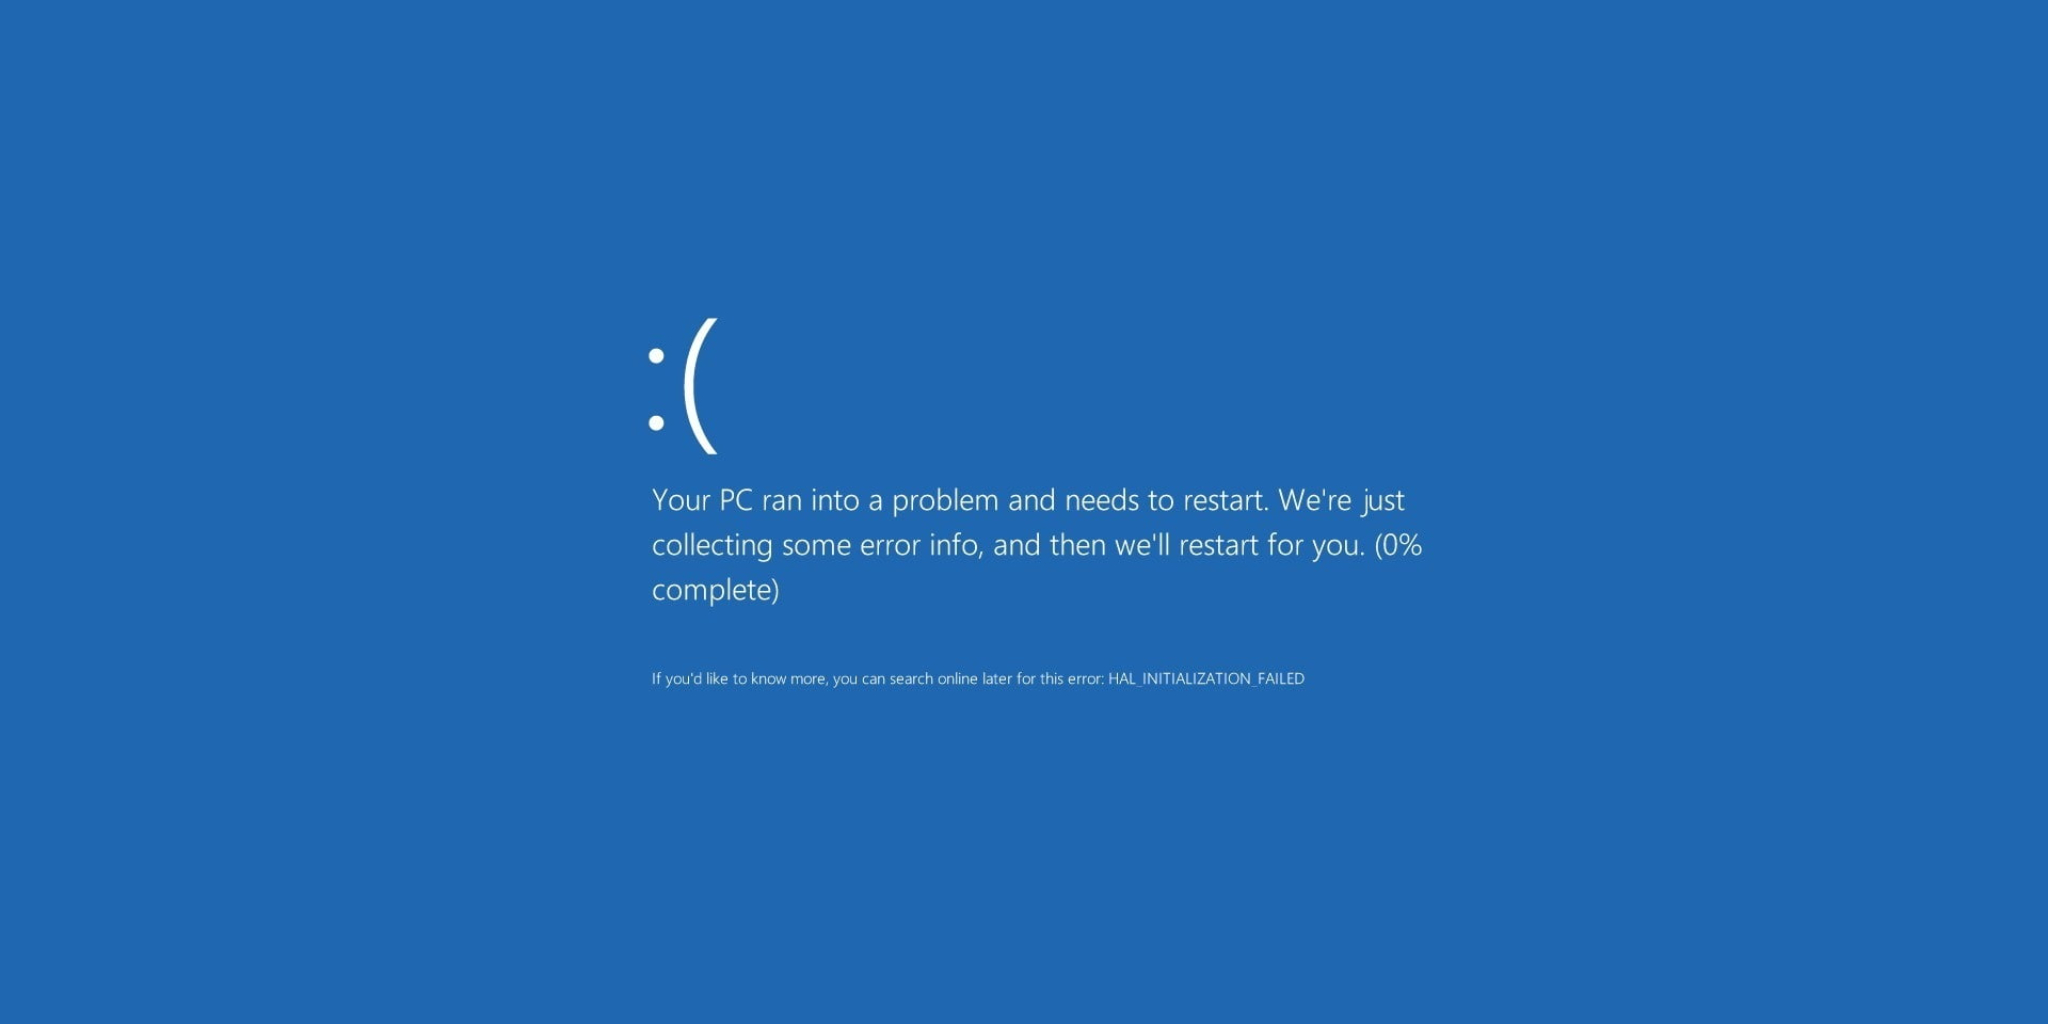 :(
Your PC ran into a problem and needs to restart. We're just
collecting some error info, and then we'll restart for you. (0%
complete)
If you'd like to know more, you can search online later for this error: HAL_INITIALIZATION_FAILED